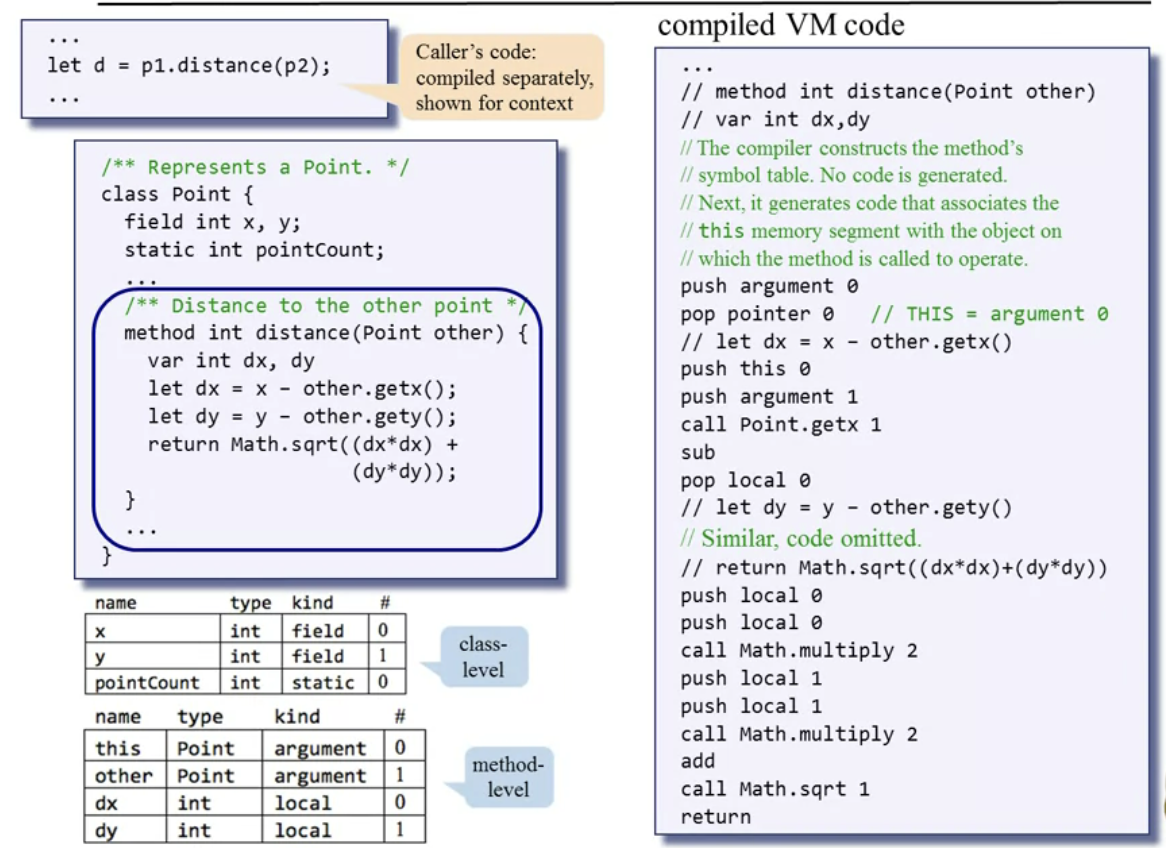 ...
let d = p1.distance(p2);
...
Caller's code:
compiled separately,
shown for context
/** Represents a Point. */
class Point {
field int x, y;
static int pointCount;
...
/** Distance to the other point */
method int distance(Point other) {
var int dx, dy
let dx = x – other.getx();
let dy = y – other.gety();
return Math.sqrt((dx*dx) +
(dy*dy));
}
...
}
name type kind #
x int field 0
y int field 1
pointCount int static 0
class-
level
name type kind #
this Point argument 0
other Point argument 1
dx int local 0
dy int local 1
method-
level
compiled VM code
...
// method int distance(Point other)
// var int dx,dy
// The compiler constructs the method's
// symbol table. No code is generated.
// Next, it generates code that associates the
// this memory segment with the object on
// which the method is called to operate.
push argument 0
pop pointer 0 // THIS = argument 0
// let dx = x – other.getx()
push this 0
push argument 1
call Point.getx 1
sub
pop local 0
// let dy = y – other.gety()
// Similar, code omitted.
// return Math.sqrt((dx*dx)+(dy*dy))
push local 0
push local 0
call Math.multiply 2
push local 1
push local 1
call Math.multiply 2
add
call Math.sqrt 1
return